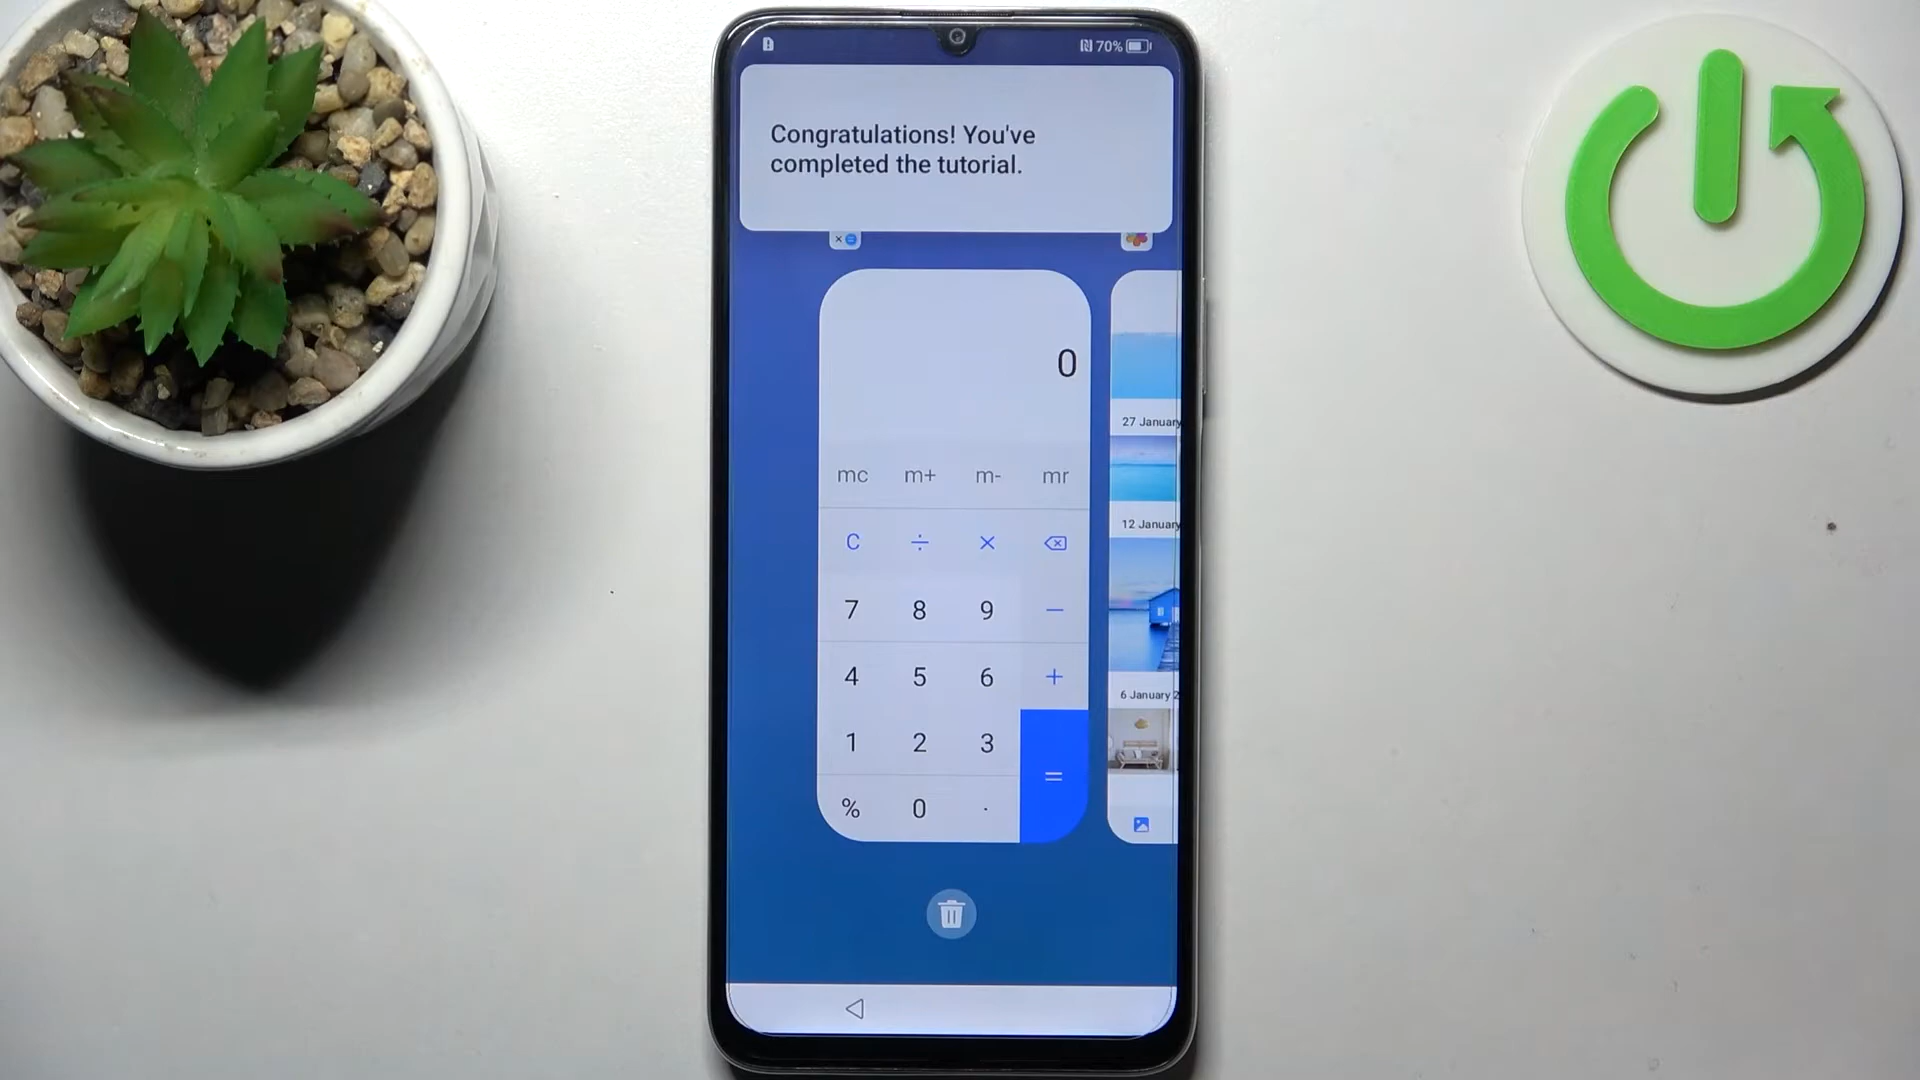 70%
Congratulations! You've
completed the tutorial.
0
27 January
12 January
6 January 2
mc m+ m- mr
C ÷ ×
7 8 9 −
4 5 6 +
1 2 3 =
% 0 .